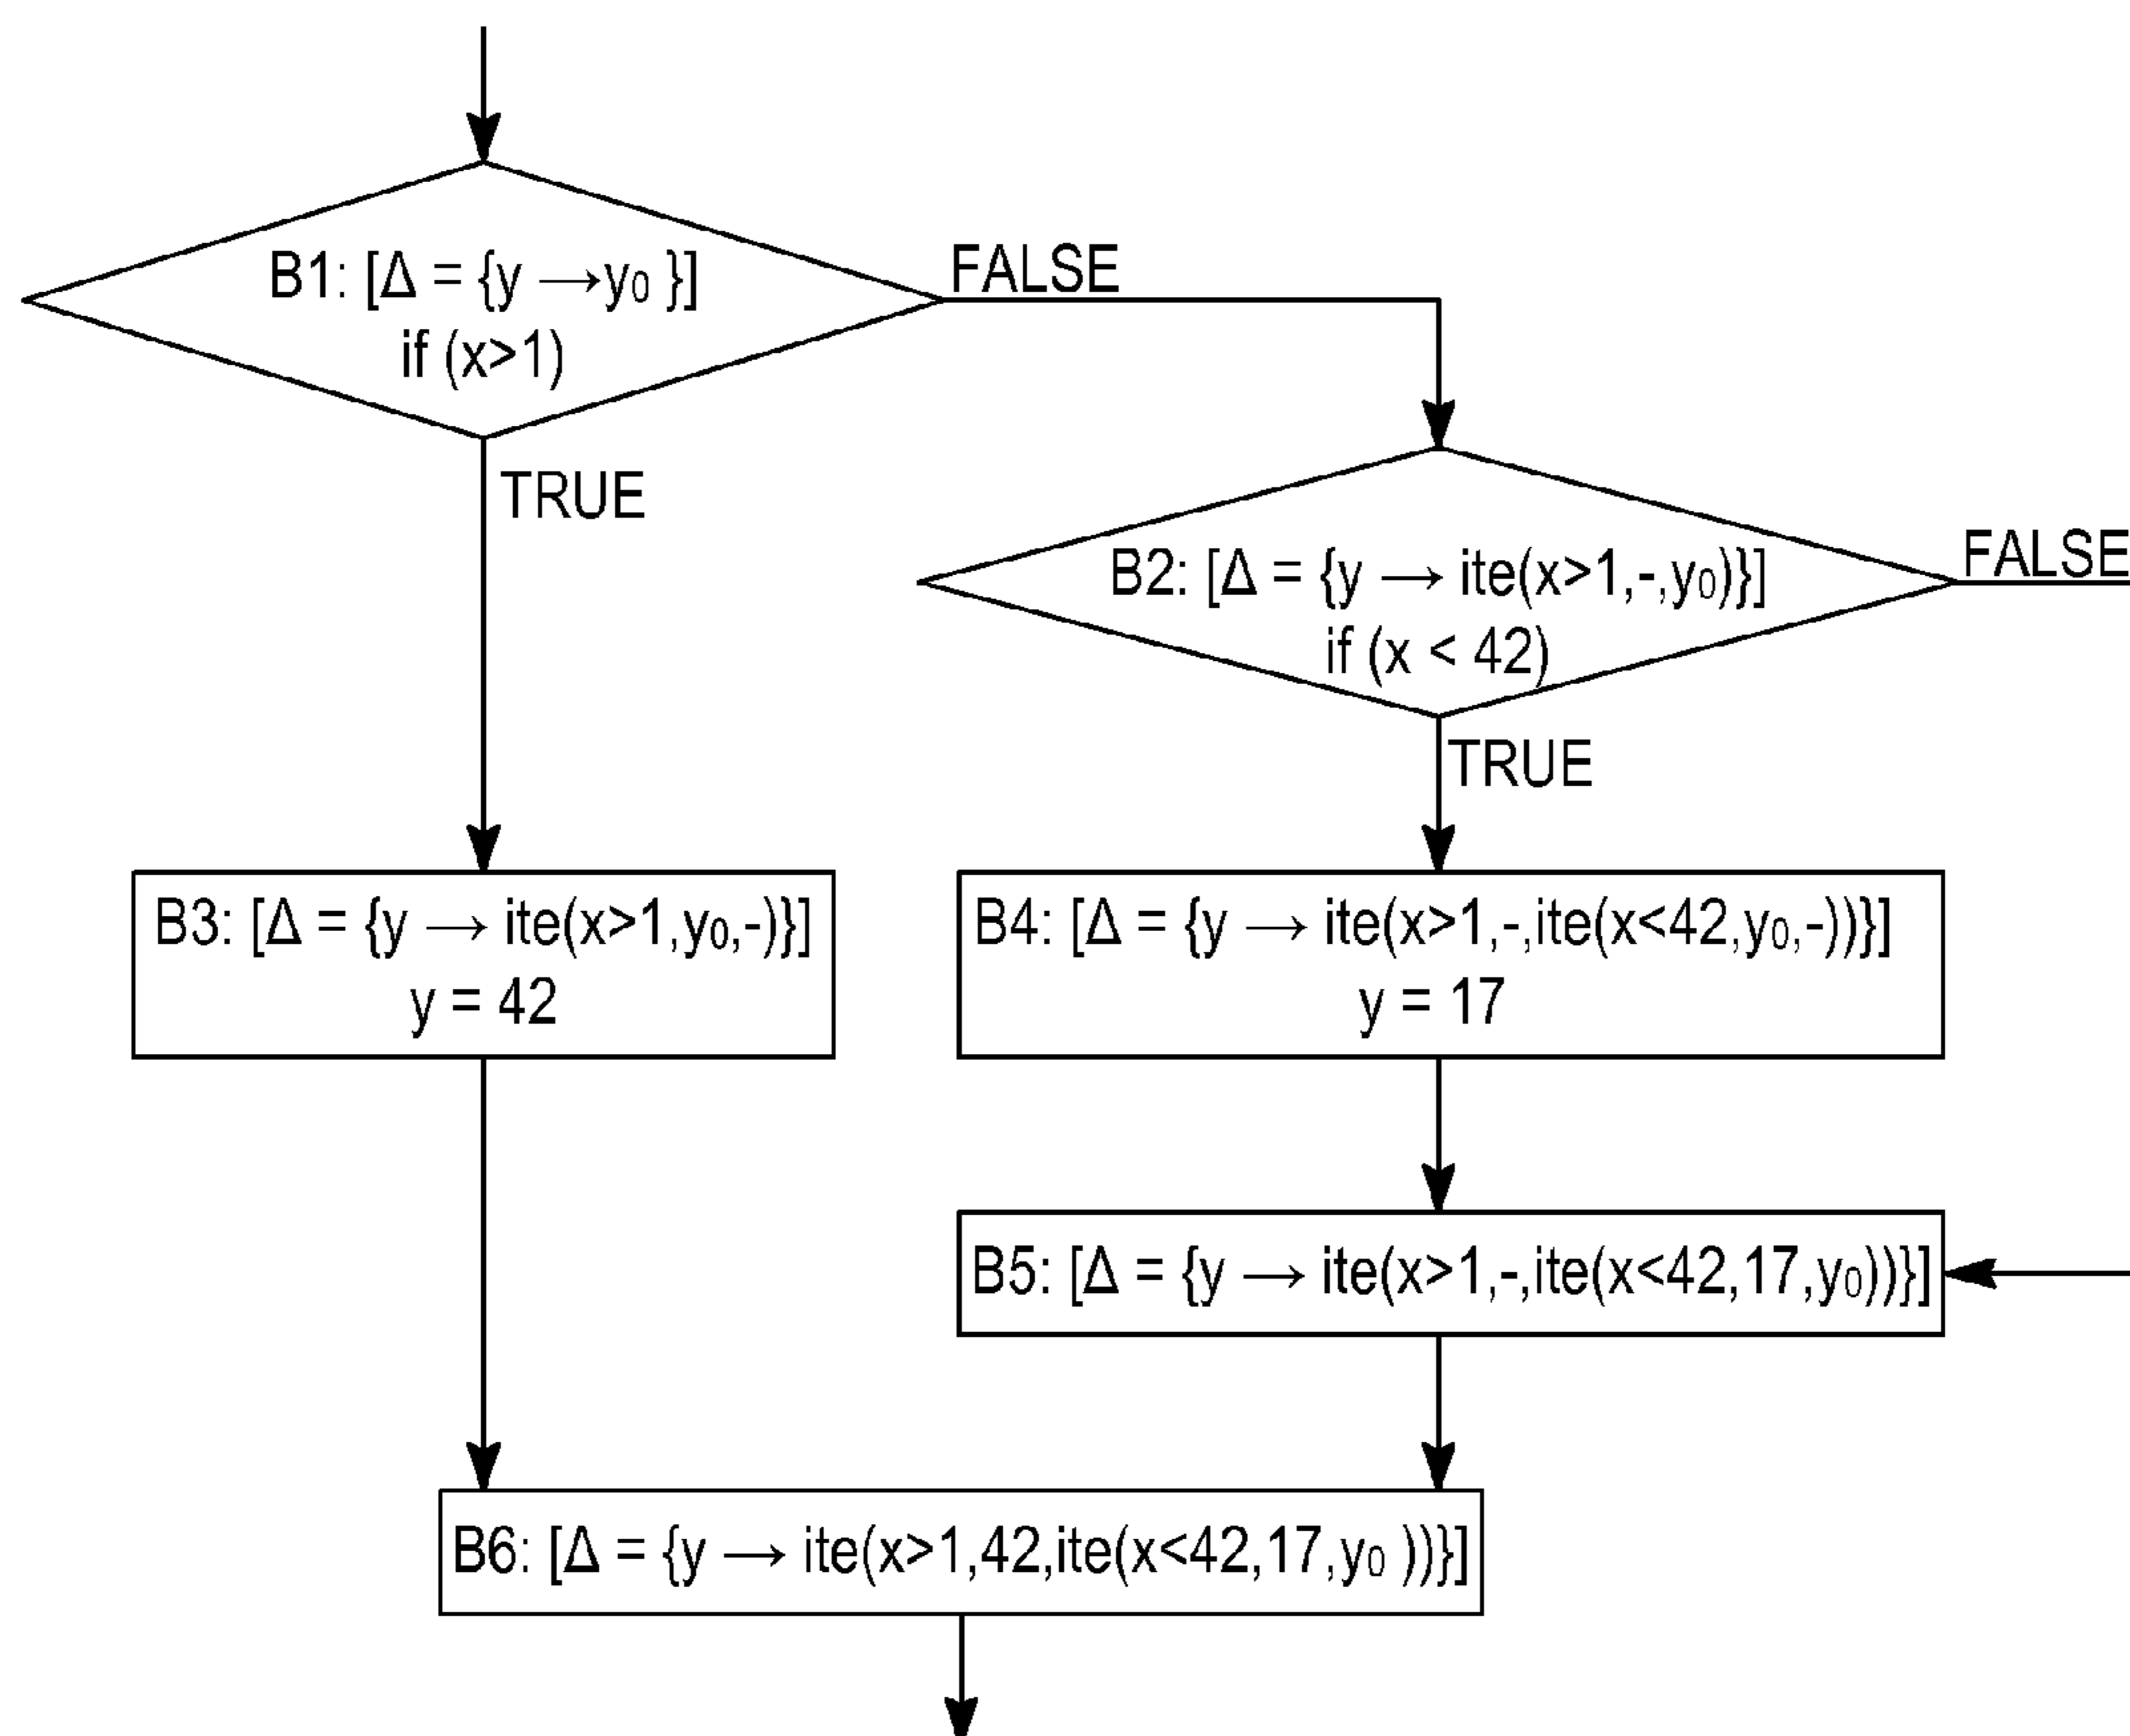 B1: [Δ = {y → y₀ }]
if (x>1)
FALSE
TRUE
B2: [Δ = {y → ite(x>1,-,y₀)}]
if (x < 42)
FALSE
TRUE
B3: [Δ = {y → ite(x>1,y₀,-)}]
y = 42
B4: [Δ = {y → ite(x>1,-,ite(x<42,y₀,-))}]
y = 17
B5: [Δ = {y → ite(x>1,-,ite(x<42,17,y₀))}]
B6: [Δ = {y → ite(x>1,42,ite(x<42,17,y₀ ))}]